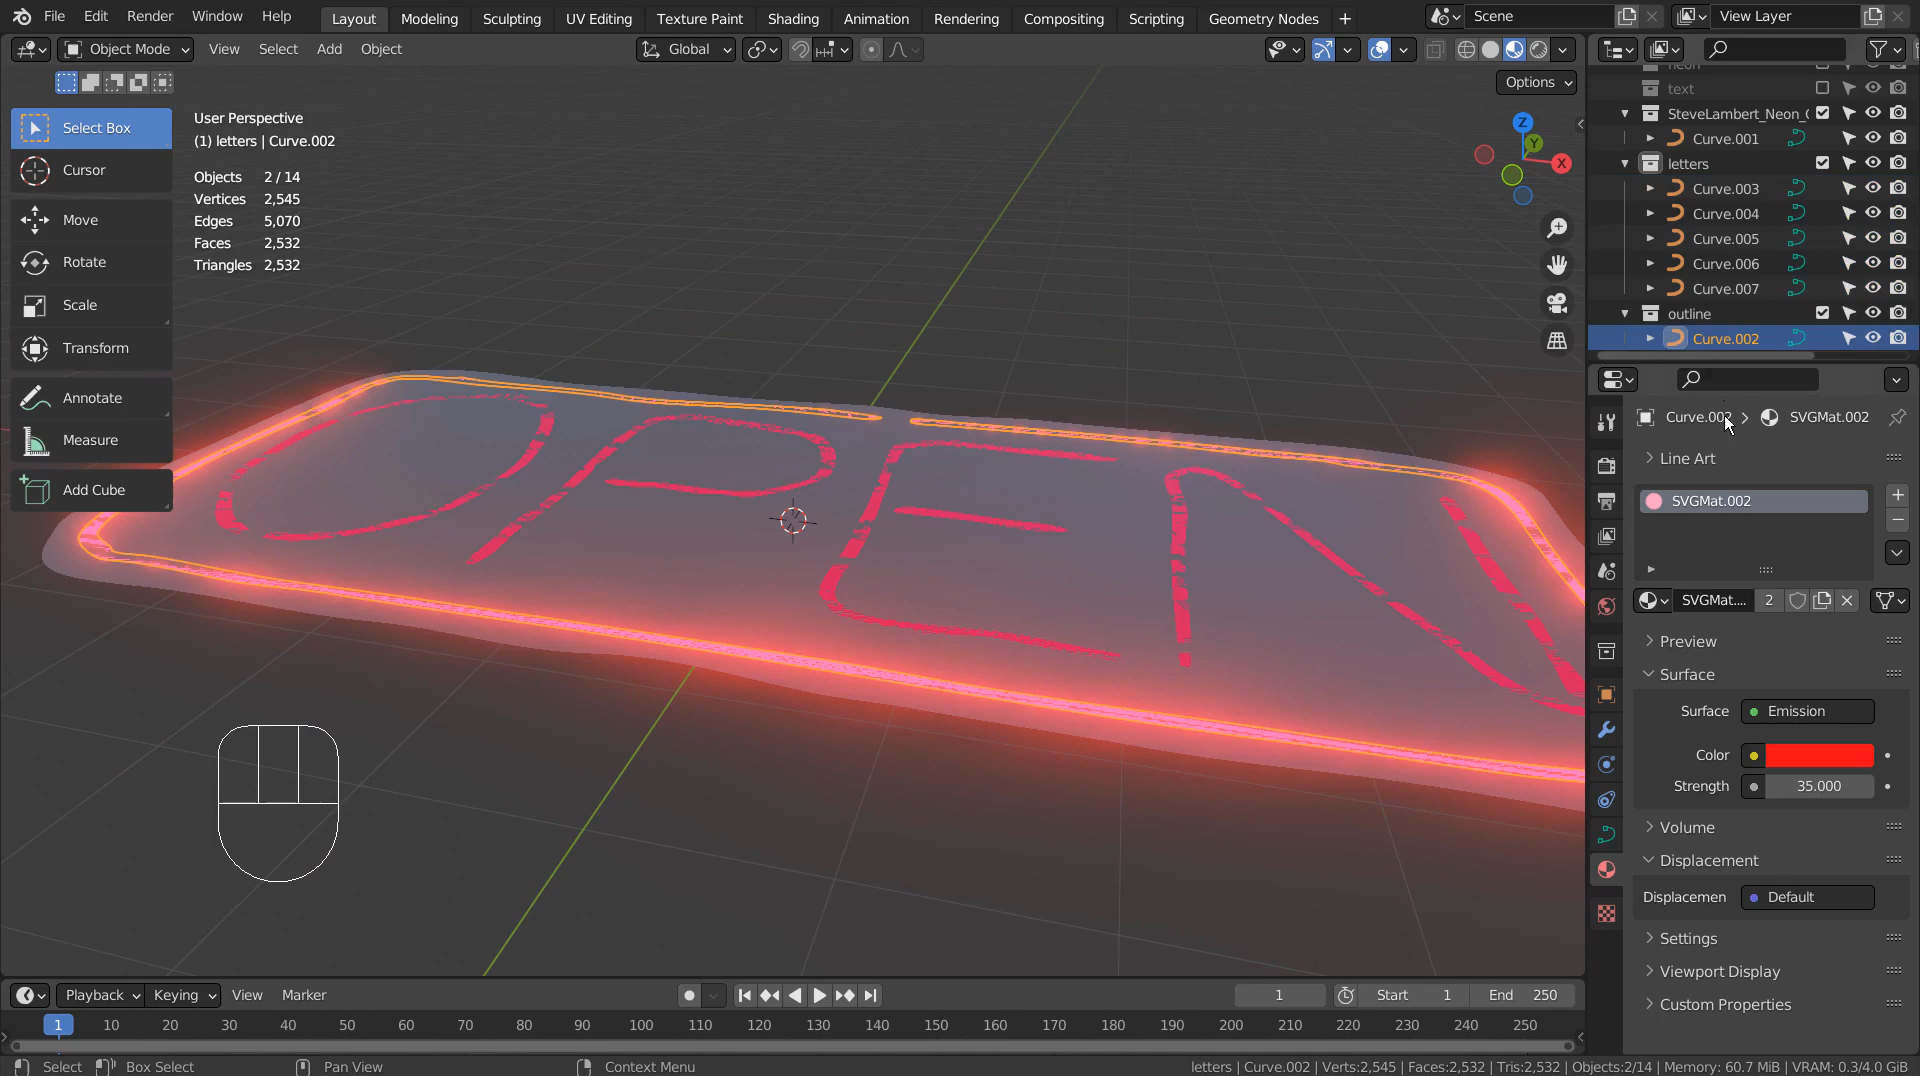 File Edit Render Window Help
Layout Modeling Sculpting UV Editing Texture Paint Shading Animation Rendering Compositing Scripting Geometry Nodes +
Scene
View Layer
Object Mode View Select Add Object
Global
Options
Select Box
Cursor
Move
Rotate
Scale
Transform
Annotate
Measure
Add Cube
User Perspective
(1) letters | Curve.002
Objects 2 / 14
Vertices 2,545
Edges 5,070
Faces 2,532
Triangles 2,532
Z
Y
X
OPEN
neon
text
SteveLambert_Neon_
Curve.001
letters
Curve.003
Curve.004
Curve.005
Curve.006
Curve.007
outline
Curve.002
Curve.002 SVGMat.002
Line Art
SVGMat.002
SVGMat.... 2
Preview
Surface
Surface Emission
Color
Strength 35.000
Volume
Displacement
Displacemen Default
Settings
Viewport Display
Custom Properties
Playback Keying View Marker
1 Start 1 End 250
1 10 20 30 40 50 60 70 80 90 100 110 120 130 140 150 160 170 180 190 200 210 220 230 240 250
Select Box Select Pan View Context Menu
letters | Curve.002 | Verts:2,545 | Faces:2,532 | Tris:2,532 | Objects:2/14 | Memory: 60.7 MiB | VRAM: 0.3/4.0 GiB